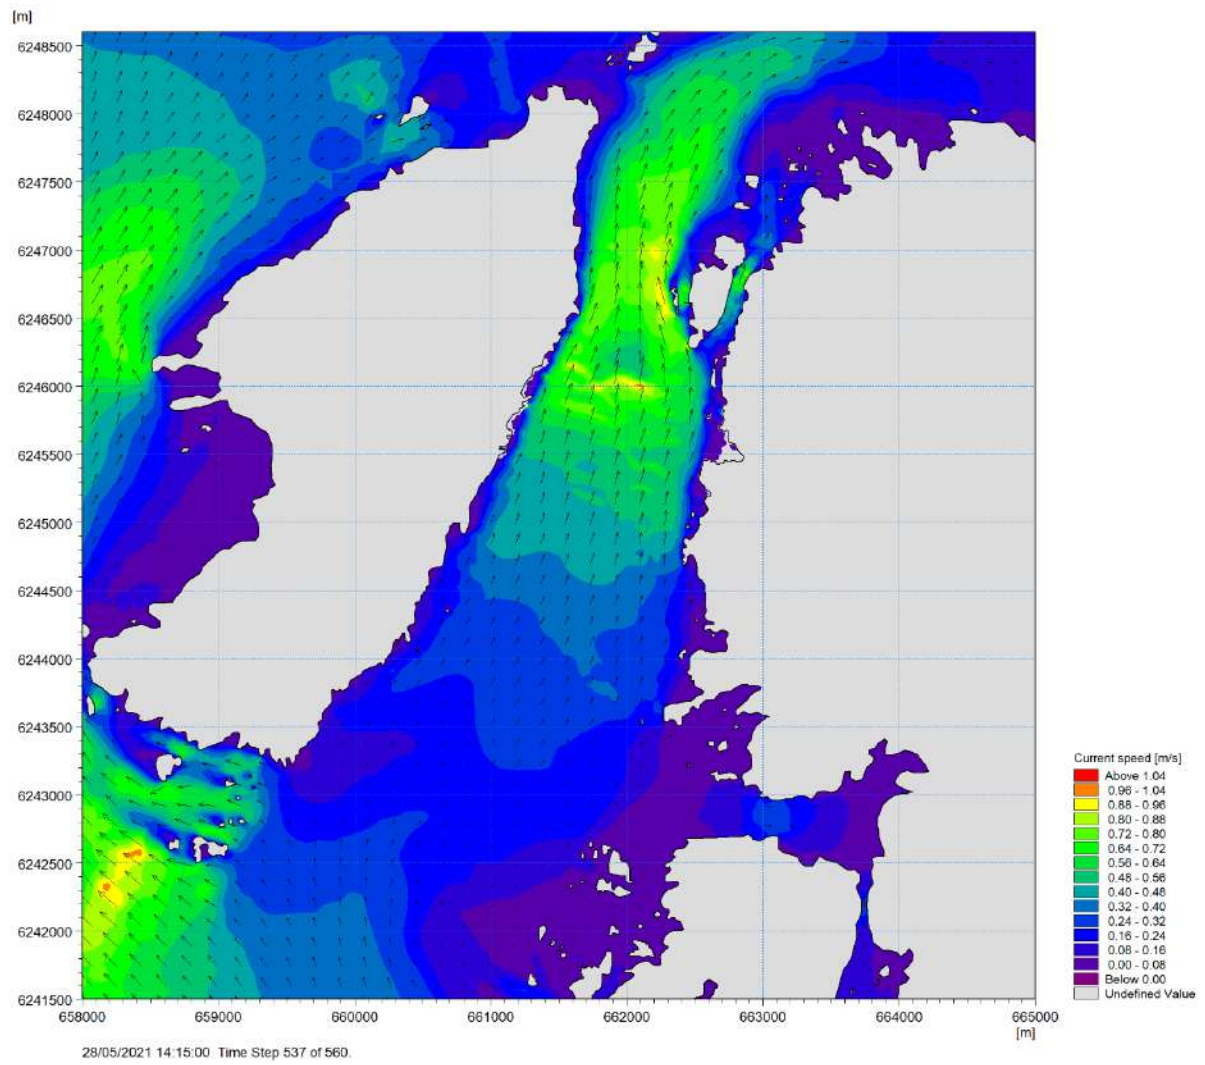 [m]
6248500
6248000
6247500
6247000
6246500
6246000
6245500
6245000
6244500
6244000
6243500
6243000
6242500
6242000
6241500
658000 659000 660000 661000 662000 663000 664000 665000
[m]
Current speed [m/s]
Above 1.04
0.96 - 1.04
0.88 - 0.96
0.80 - 0.88
0.72 - 0.80
0.64 - 0.72
0.56 - 0.64
0.48 - 0.56
0.40 - 0.48
0.32 - 0.40
0.24 - 0.32
0.16 - 0.24
0.08 - 0.16
0.00 - 0.08
Below 0.00
Undefined Value
28/05/2021 14:15:00 Time Step 537 of 560.